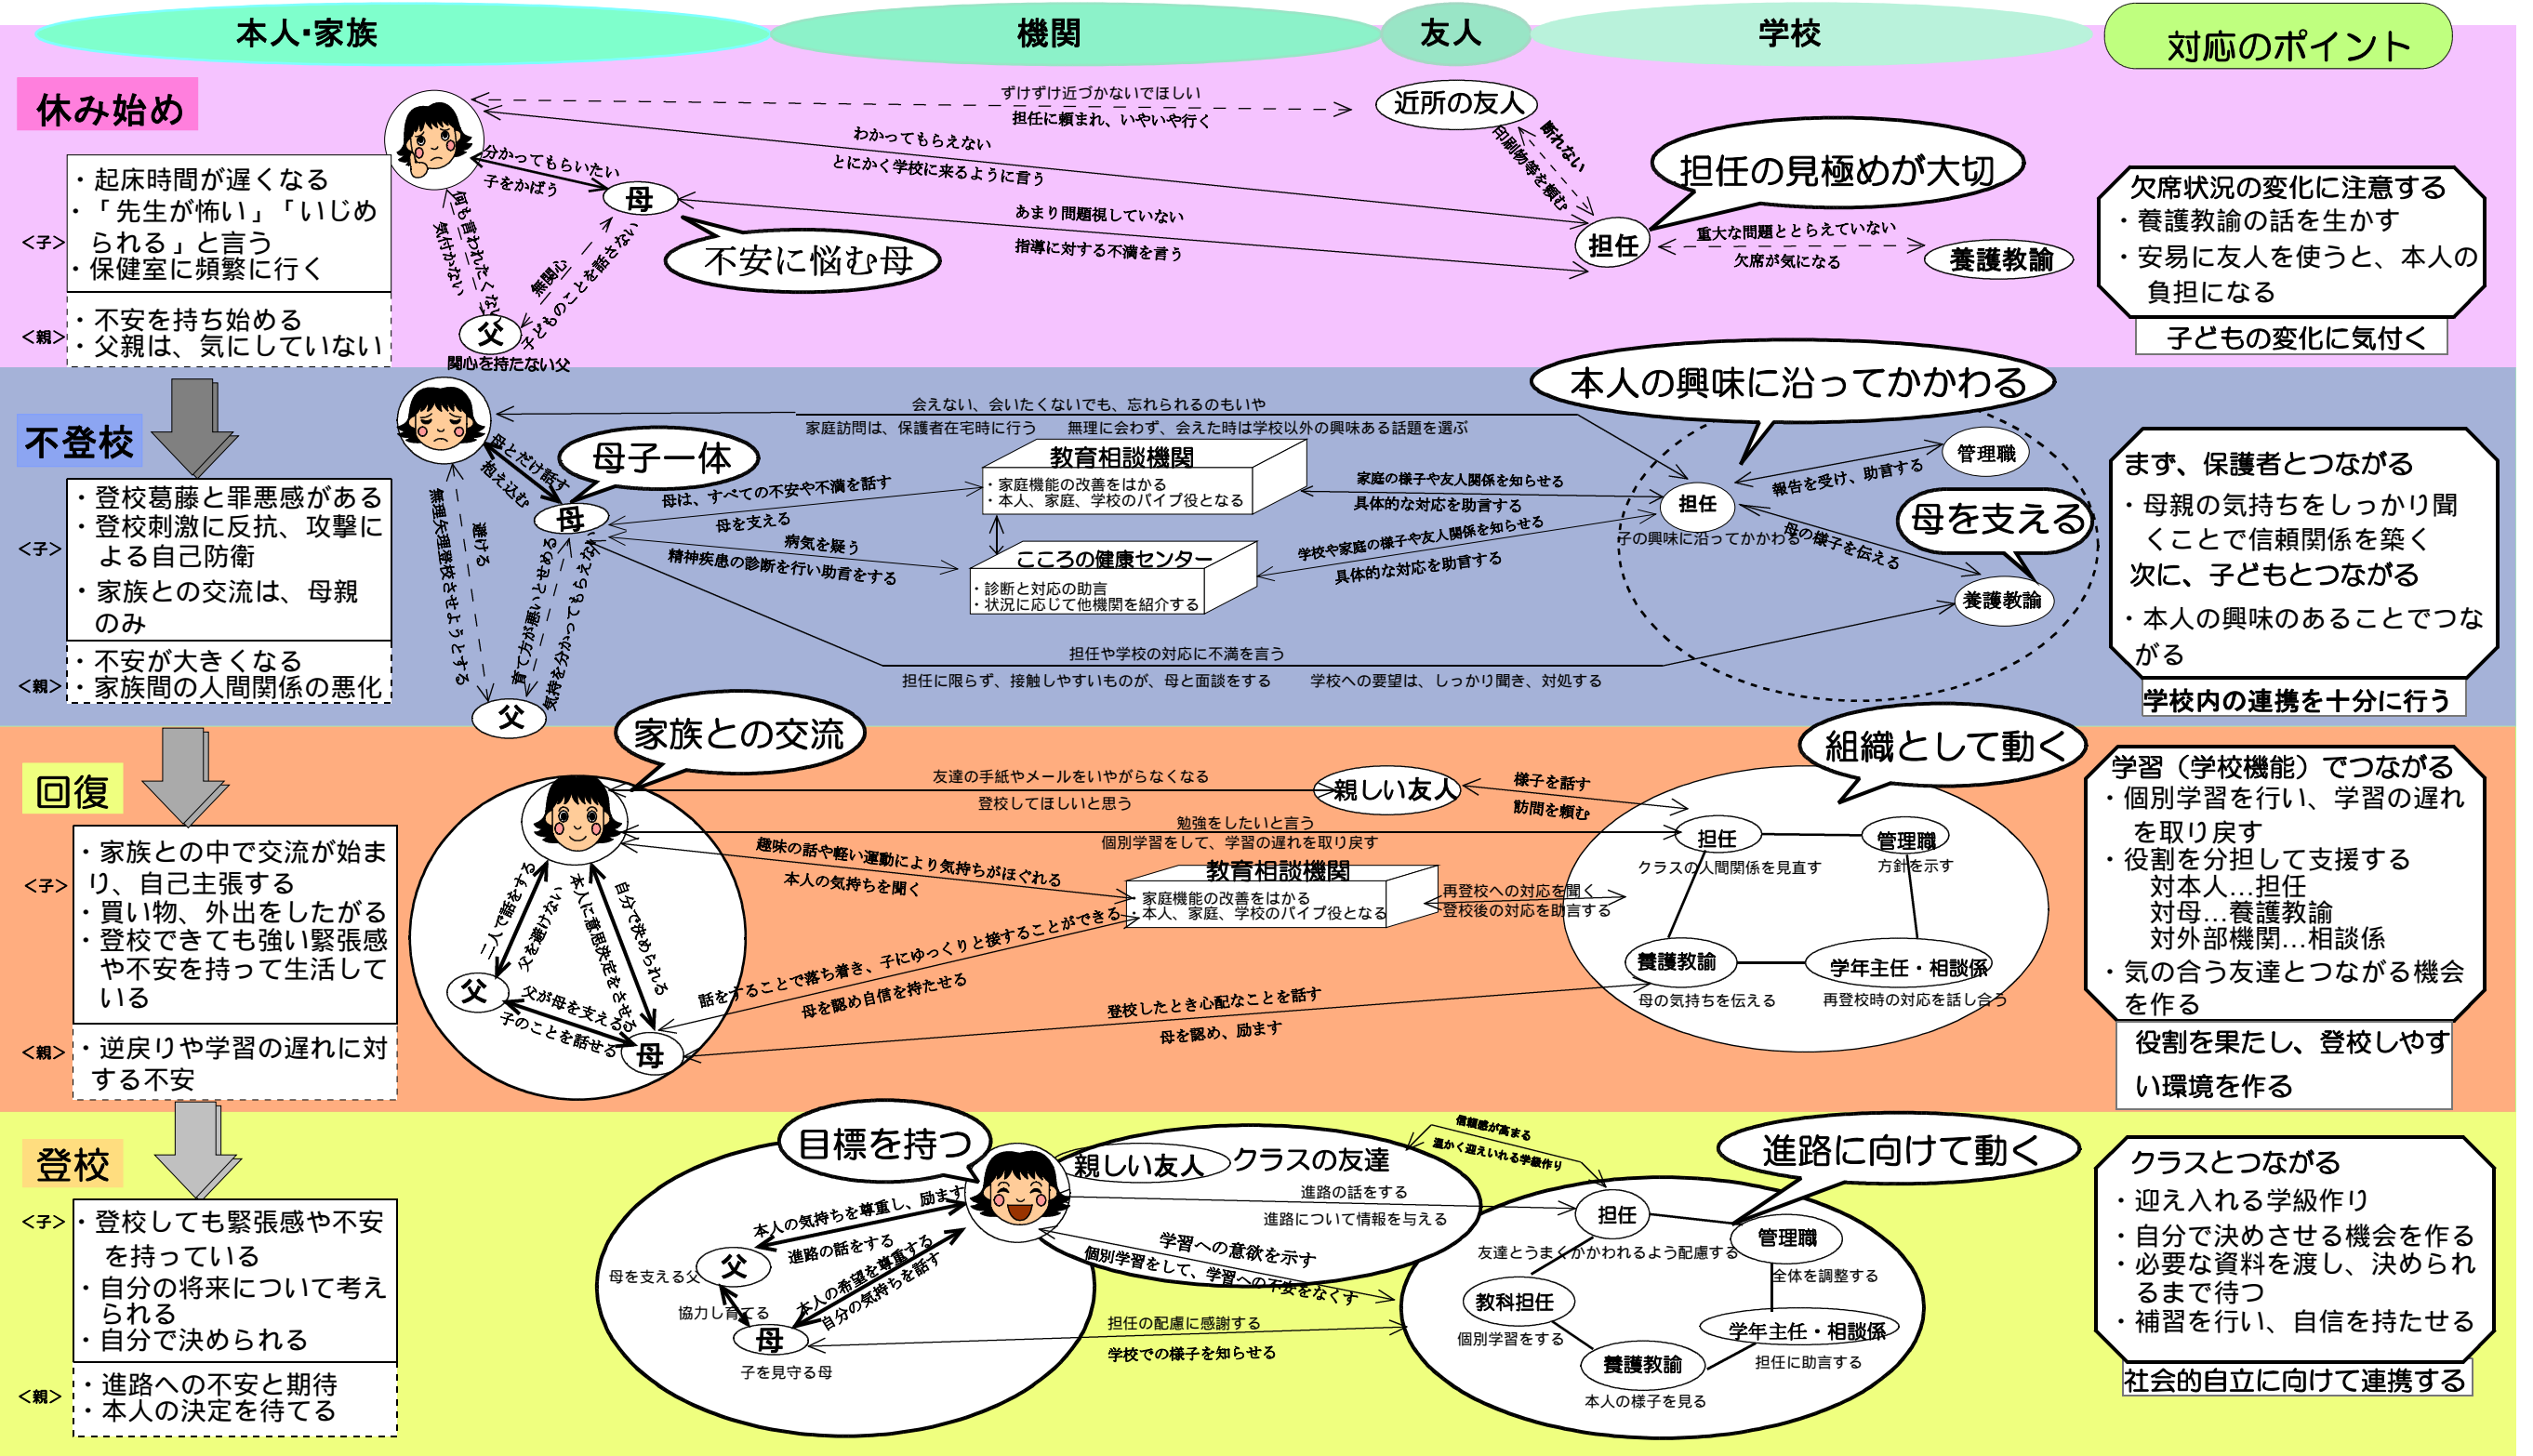 本人・家族
機関
友人
学校
対応のポイント
休み始め
<子>
・起床時間が遅くなる
・「先生が怖い」「いじめ
られる」と言う
・保健室に頻繁に行く
<親>
・不安を持ち始める
・父親は、気にしていない
ずけずけ近づかないでほしい
担任に頼まれ、いやいや行く
近所の友人
わかってもらえない
とにかく学校に来るように言う
分かってもらいたい
子をかばう
母
あまり問題視していない
指導に対する不満を言う
不安に悩む母
何も言われたくない
気付かない
無関心
子どものことを話さない
父
関心を持たない父
断れない
印刷物等を頼む
担任の見極めが大切
担任
重大な問題ととらえていない
欠席が気になる
養護教諭
欠席状況の変化に注意する
・養護教諭の話を生かす
・安易に友人を使うと、本人の
負担になる
子どもの変化に気付く
不登校
<子>
・登校葛藤と罪悪感がある
・登校刺激に反抗、攻撃に
よる自己防衛
・家族との交流は、母親
のみ
<親>
・不安が大きくなる
・家族間の人間関係の悪化
会えない、会いたくないでも、忘れられるのもいや
家庭訪問は、保護者在宅時に行う　無理に会わず、会えた時は学校以外の興味ある話題を選ぶ
母とだけ話す
抱え込む
母子一体
母
母は、すべての不安や不満を話す
母を支える
病気を疑う
精神疾患の診断を行い助言をする
避ける
無理矢理登校させようとする
育て方が悪いとせめる
気持を分かってもらえない
父
教育相談機関
・家庭機能の改善をはかる
・本人、家庭、学校のパイプ役となる
こころの健康センター
・診断と対応の助言
・状況に応じて他機関を紹介する
家庭の様子や友人関係を知らせる
具体的な対応を助言する
学校や家庭の様子や友人関係を知らせる
具体的な対応を助言する
担任や学校の対応に不満を言う
担任に限らず、接触しやすいものが、母と面談をする　学校への要望は、しっかり聞き、対処する
本人の興味に沿ってかかわる
担任
子の興味に沿ってかかわる
管理職
報告を受け、助言する
母を支える
母の様子を伝える
養護教諭
まず、保護者とつながる
・母親の気持ちをしっかり聞
くことで信頼関係を築く
次に、子どもとつながる
・本人の興味のあることでつな
がる
学校内の連携を十分に行う
回復
<子>
・家族との中で交流が始ま
り、自己主張する
・買い物、外出をしたがる
・登校できても強い緊張感
や不安を持って生活して
いる
<親>
・逆戻りや学習の遅れに対
する不安
家族との交流
友達の手紙やメールをいやがらなくなる
登校してほしいと思う
親しい友人
様子を話す
訪問を頼む
勉強をしたいと言う
個別学習をして、学習の遅れを取り戻す
趣味の話や軽い運動により気持ちがほぐれる
本人の気持ちを聞く
教育相談機関
・家庭機能の改善をはかる
・本人、家庭、学校のパイプ役となる
再登校への対応を聞く
登校後の対応を助言する
二人で話をする
父を避けない
本人に意思決定をさせる
自分で決められる
父
父が母を支える
子のことを話せる
母
話をすることで落ち着き、子にゆっくりと接することができる
母を認め自信を持たせる
登校したとき心配なことを話す
母を認め、励ます
組織として動く
担任
クラスの人間関係を見直す
管理職
方針を示す
養護教諭
母の気持ちを伝える
学年主任・相談係
再登校時の対応を話し合う
学習（学校機能）でつながる
・個別学習を行い、学習の遅れ
を取り戻す
・役割を分担して支援する
対本人…担任
対母…養護教諭
対外部機関…相談係
・気の合う友達とつながる機会
を作る
役割を果たし、登校しやす
い環境を作る
登校
<子>
・登校しても緊張感や不安
を持っている
・自分の将来について考え
られる
・自分で決められる
<親>
・進路への不安と期待
・本人の決定を待てる
目標を持つ
親しい友人
クラスの友達
信頼感が高まる
温かく迎えいれる学級作り
本人の気持ちを尊重し、励ます
進路の話をする
父
母を支える父
本人の希望を尊重する
自分の気持ちを話す
協力し育てる
母
子を見守る母
進路の話をする
進路について情報を与える
学習への意欲を示す
個別学習をして、学習への不安をなくす
担任の配慮に感謝する
学校での様子を知らせる
進路に向けて動く
担任
友達とうまくかかわれるよう配慮する
管理職
全体を調整する
教科担任
個別学習をする
学年主任・相談係
担任に助言する
養護教諭
本人の様子を見る
クラスとつながる
・迎え入れる学級作り
・自分で決めさせる機会を作る
・必要な資料を渡し、決められ
るまで待つ
・補習を行い、自信を持たせる
社会的自立に向けて連携する